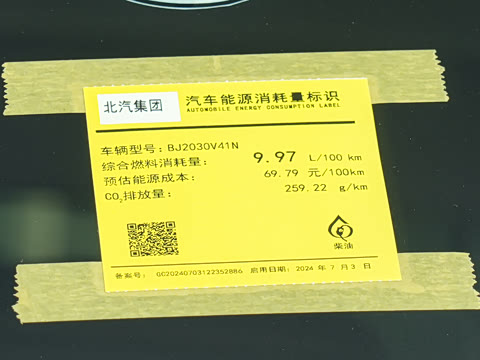 北汽集团 汽车能源消耗量标识
AUTOMOBILE ENERGY CONSUMPTION LABEL
车辆型号: BJ2030V41N
综合燃料消耗量: 9.97 L/100 km
预估能源成本: 69.79 元/100km
CO₂排放量: 259.22 g/km
柴油
备案号: GC20240703122352886 启用日期: 2024 年 7 月 3 日